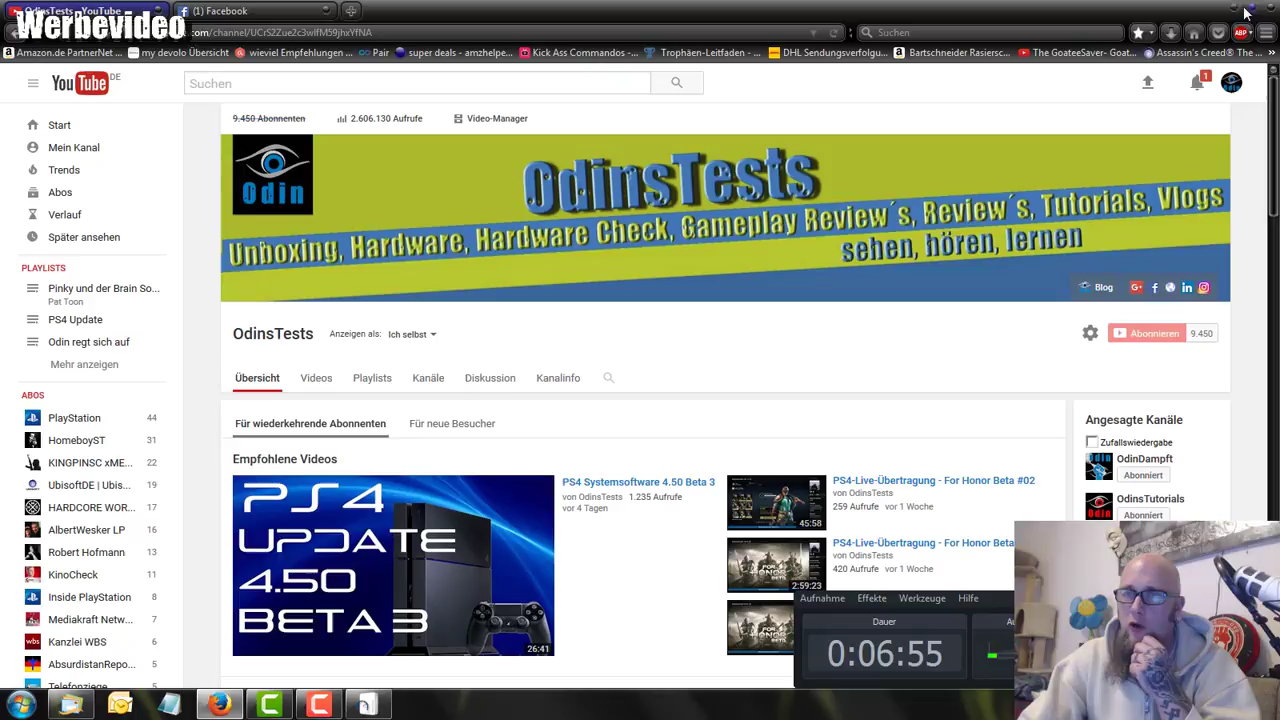 OdinsTests - YouTube
(1) Facebook
Werbevideo
.com/channel/UCrS2Zue2c3wlfM59jhxYfNA
Suchen
ABP
Amazon.de PartnerNet
my devolo Übersicht
wieviel Empfehlungen ...
Pair
super deals - amzhelpe...
Kick Ass Commandos - ...
Trophäen-Leitfaden - ...
DHL Sendungsverfolgu...
Bartschneider Rasiersc...
The GoateeSaver- Goat...
Assassin's Creed® The ...
YouTube DE
Suchen
1
9.450 Abonnenten
2.606.130 Aufrufe
Video-Manager
Start
Mein Kanal
Trends
Abos
Verlauf
Später ansehen
PLAYLISTS
Pinky und der Brain So...
Pat Toon
PS4 Update
Odin regt sich auf
Mehr anzeigen
ABOS
PlayStation 44
HomeboyST 31
KINGPINSC xME... 22
UbisoftDE | Ubis... 19
HARDCORE WOR... 17
AlbertWesker LP 16
Robert Hofmann 13
KinoCheck 11
Inside PlayStation 8
Mediakraft Netw... 7
Kanzlei WBS 6
AbsurdistanRepo... 5
Telefonziege
Odin
OdinsTests
Unboxing, Hardware, Hardware Check, Gameplay Review´s, Review´s, Tutorials, Vlogs
sehen, hören, lernen
Blog
OdinsTests
Anzeigen als: Ich selbst
Abonnieren 9.450
Übersicht
Videos
Playlists
Kanäle
Diskussion
Kanalinfo
Für wiederkehrende Abonnenten
Für neue Besucher
Empfohlene Videos
PS4
UPDATE
4.50
BETA 3
26:41
PS4 Systemsoftware 4.50 Beta 3
von OdinsTests 1.235 Aufrufe
vor 4 Tagen
45:58
PS4-Live-Übertragung - For Honor Beta #02
von OdinsTests
259 Aufrufe vor 1 Woche
2:59:23
PS4-Live-Übertragung - For Honor Beta
von OdinsTests
420 Aufrufe vor 1 Woche
Angesagte Kanäle
Zufallswiedergabe
OdinDampft
Abonniert
OdinsTutorials
Abonniert
Aufnahme
Effekte
Werkzeuge
Hilfe
Dauer
0:06:55